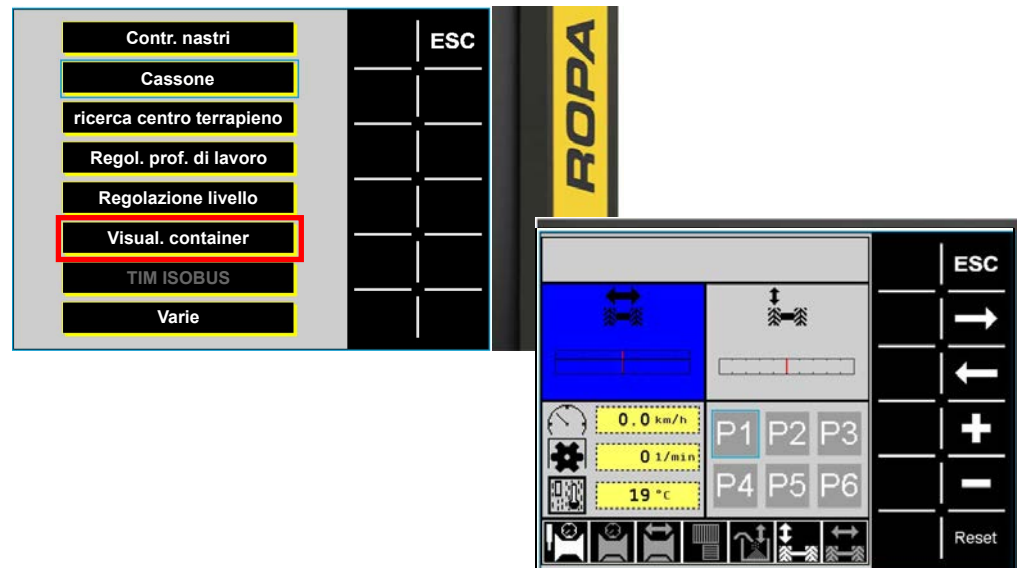 Contr. nastri
ESC
Cassone
ricerca centro terrapieno
Regol. prof. di lavoro
Regolazione livello
Visual. container
TIM ISOBUS
Varie
ROPA
ESC
0.0 km/h
0 1/min
19 °C
P1 P2 P3
P4 P5 P6
Reset